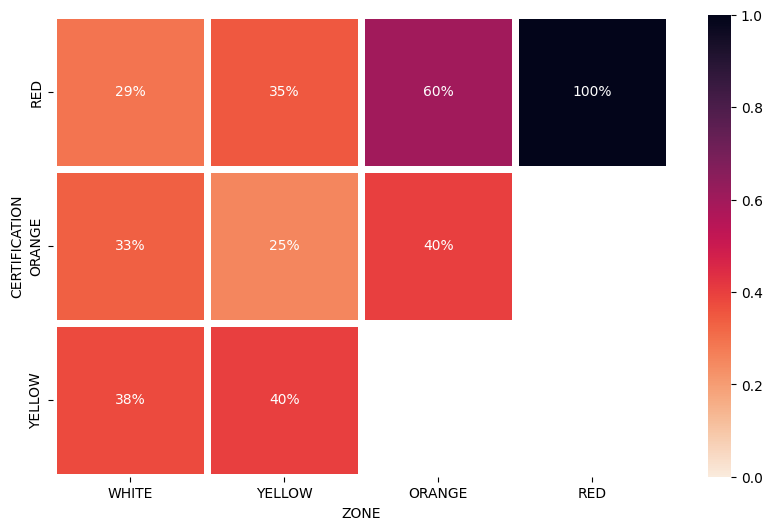 1.0
RED
29%
35%
60%
100%
0.8
0.6
CERTIFICATION
ORANGE
33%
25%
40%
0.4
YELLOW
38%
40%
0.2
0.0
WHITE
YELLOW
ORANGE
RED
ZONE